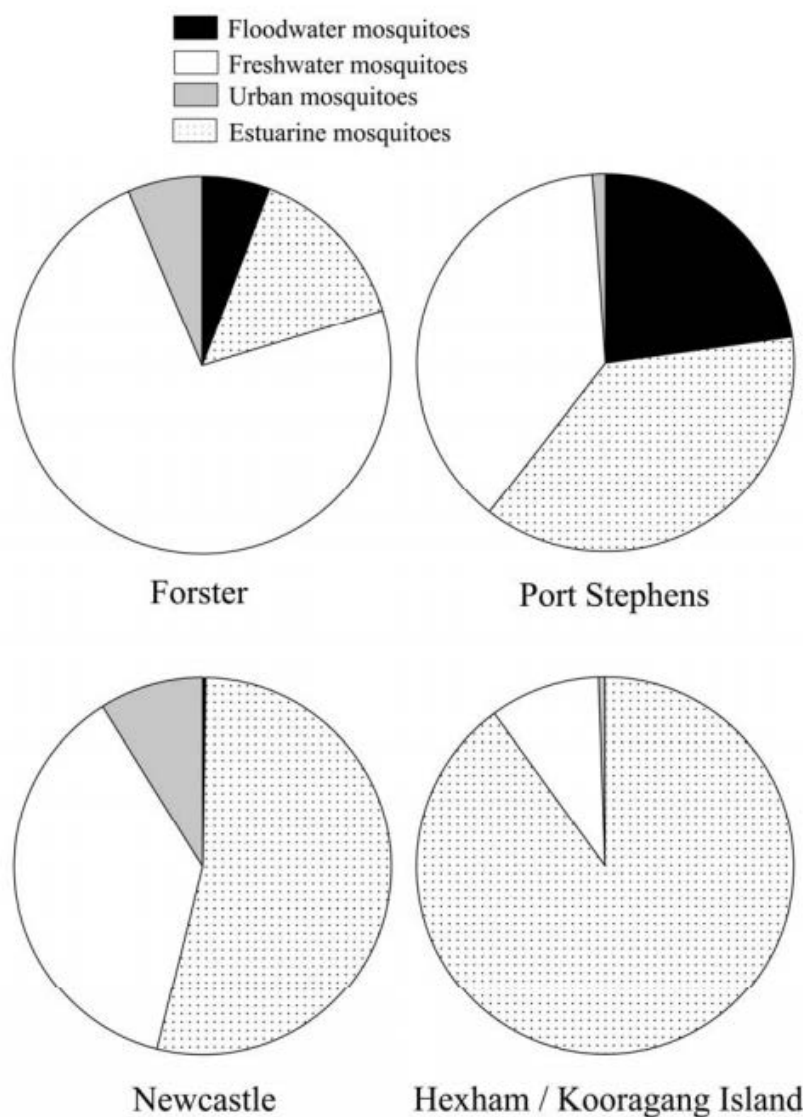 Floodwater mosquitoes
Freshwater mosquitoes
Urban mosquitoes
Estuarine mosquitoes
Forster
Port Stephens
Newcastle
Hexham / Kooragang Island